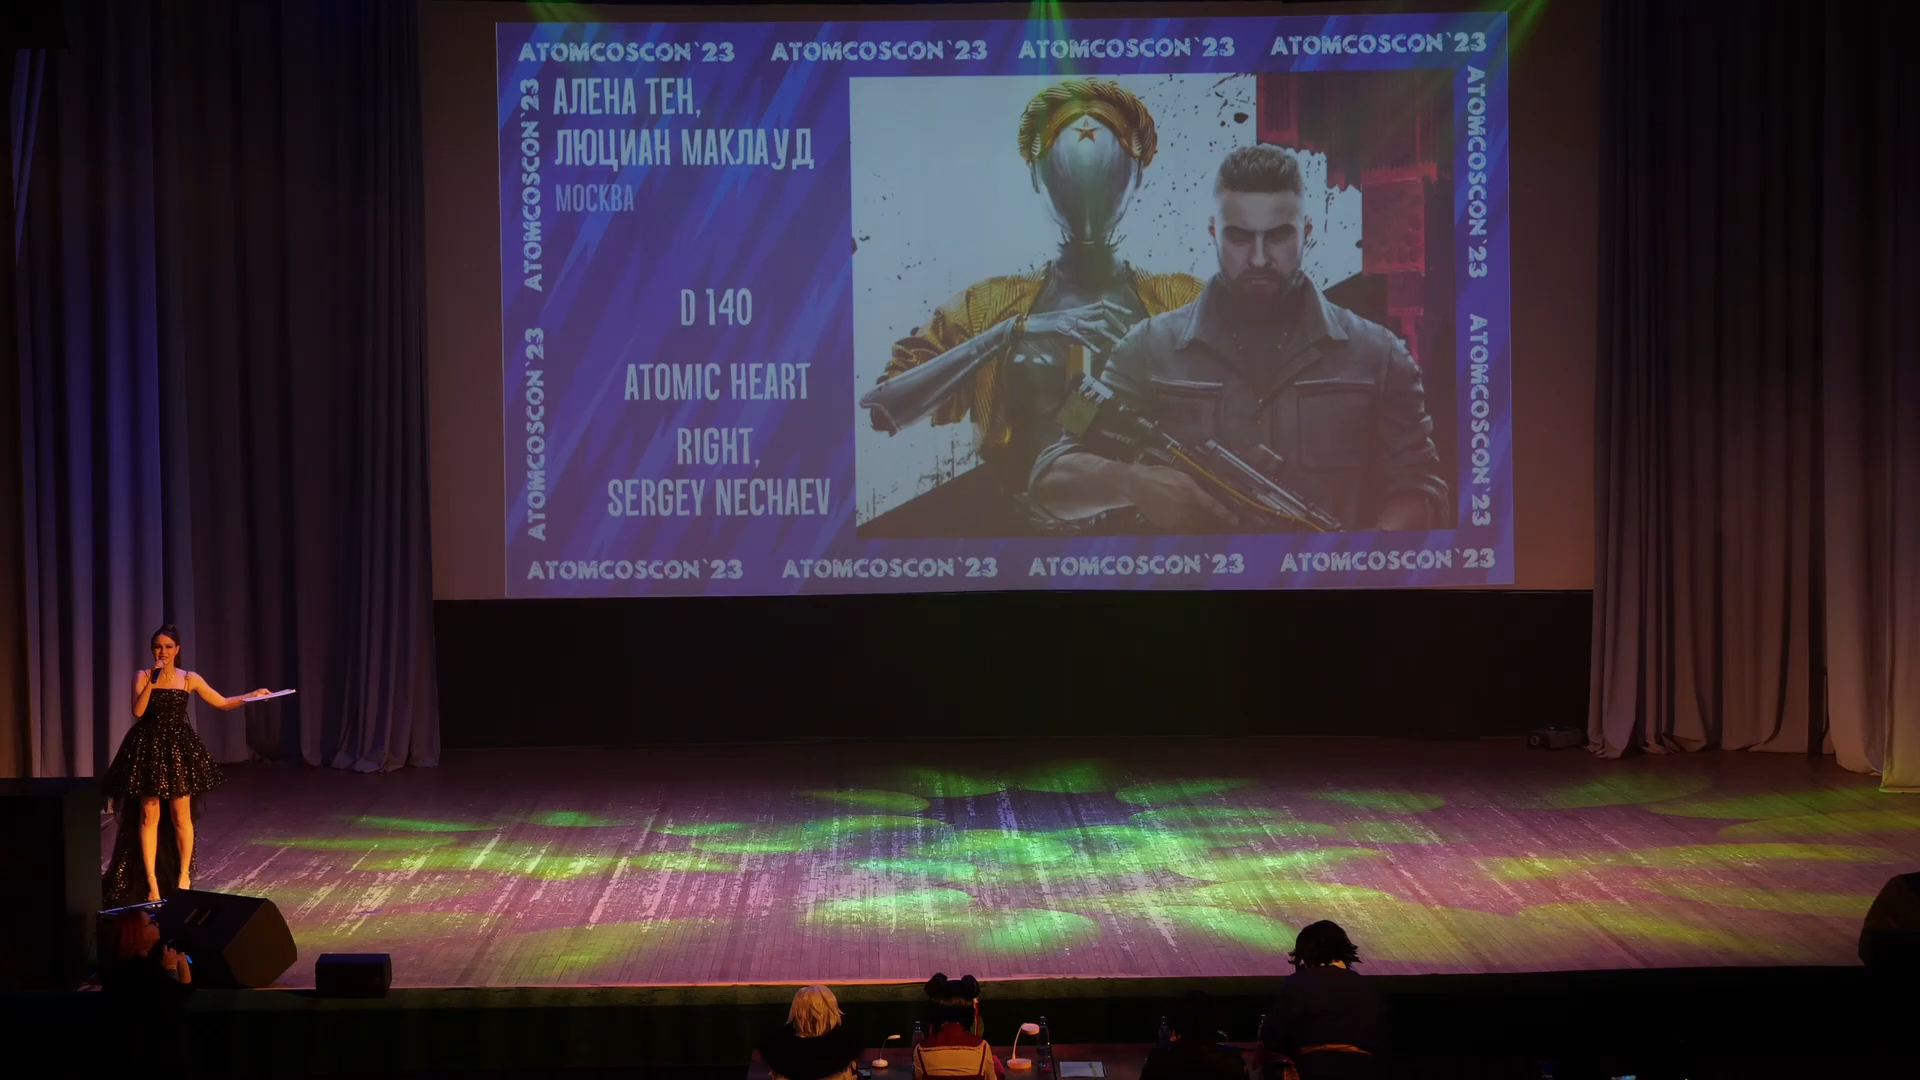 ATOMCOSCON`23 ATOMCOSCON`23 ATOMCOSCON`23 ATOMCOSCON`23
ATOMCOSCON`23
ATOMCOSCON`23
АЛЕНА ТЕН,
ЛЮЦИАН МАКЛАУД
МОСКВА
D 140
ATOMIC HEART
RIGHT,
SERGEY NECHAEV
ATOMCOSCON`23
ATOMCOSCON`23
ATOMCOSCON`23 ATOMCOSCON`23 ATOMCOSCON`23 ATOMCOSCON`23